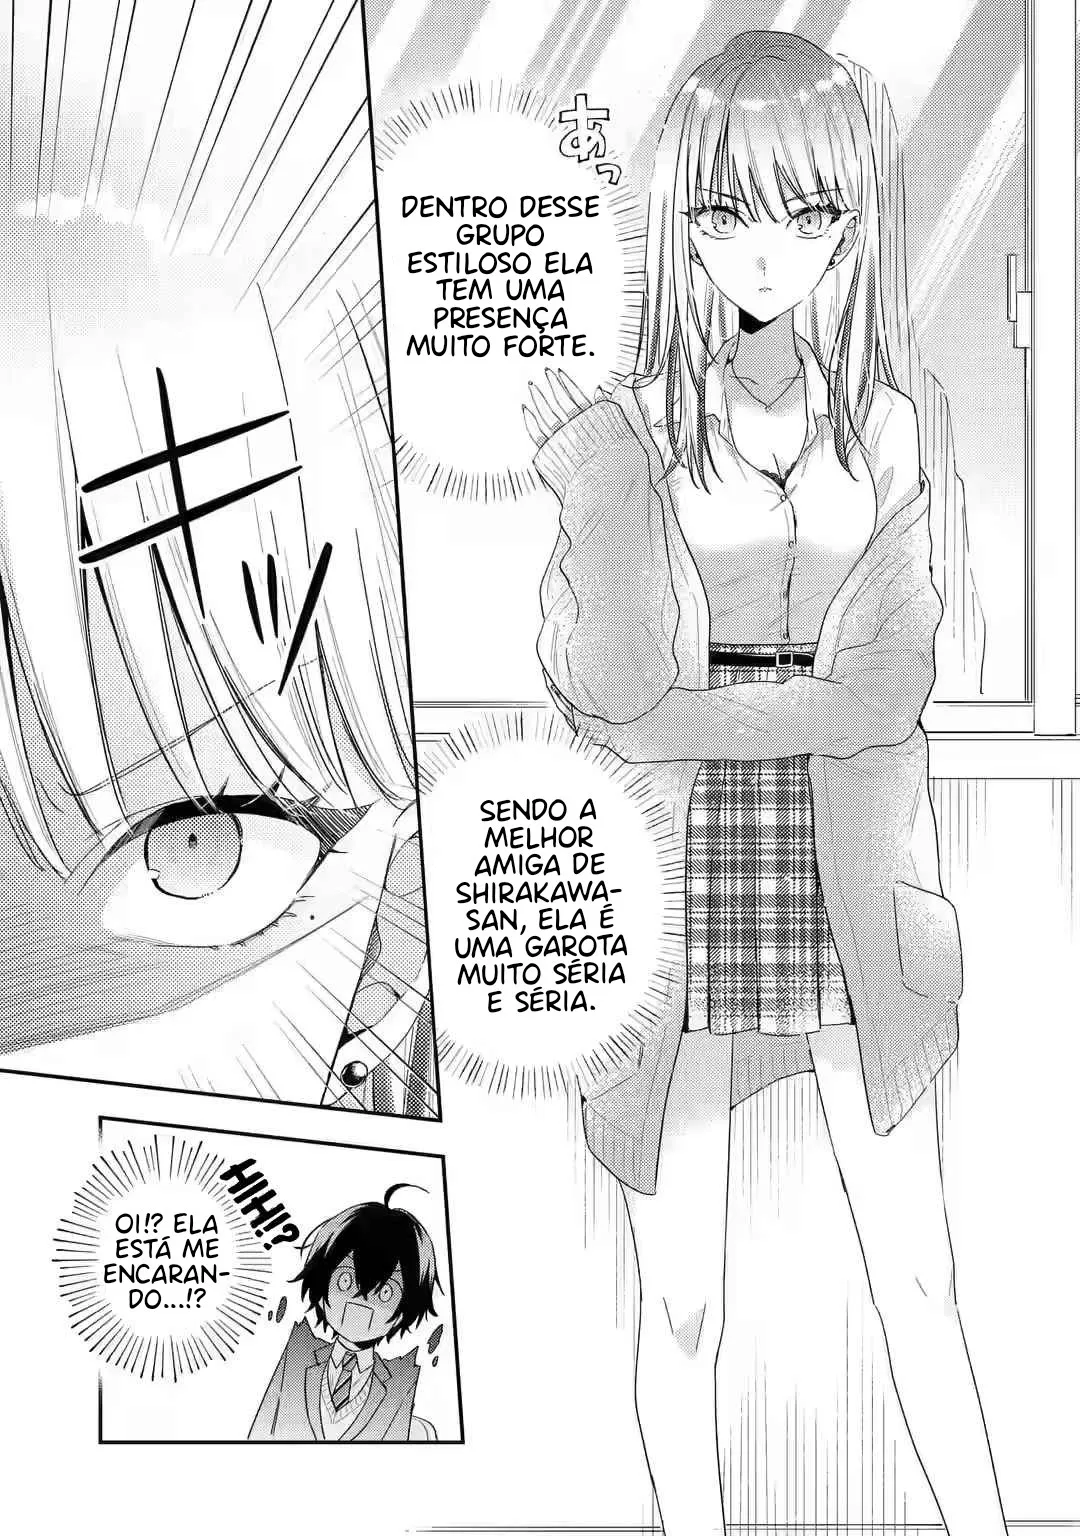 あっ
DENTRO DESSE
GRUPO
ESTILOSO ELA
TEM UMA
PRESENÇA
MUITO FORTE.
SENDO A
MELHOR
AMIGA DE
SHIRAKAWA-
SAN, ELA É
UMA GAROTA
MUITO SÉRIA
E SÉRIA.
キッ
HIH!?
OI!? ELA
ESTÁ ME
ENCARAN-
DO...!?